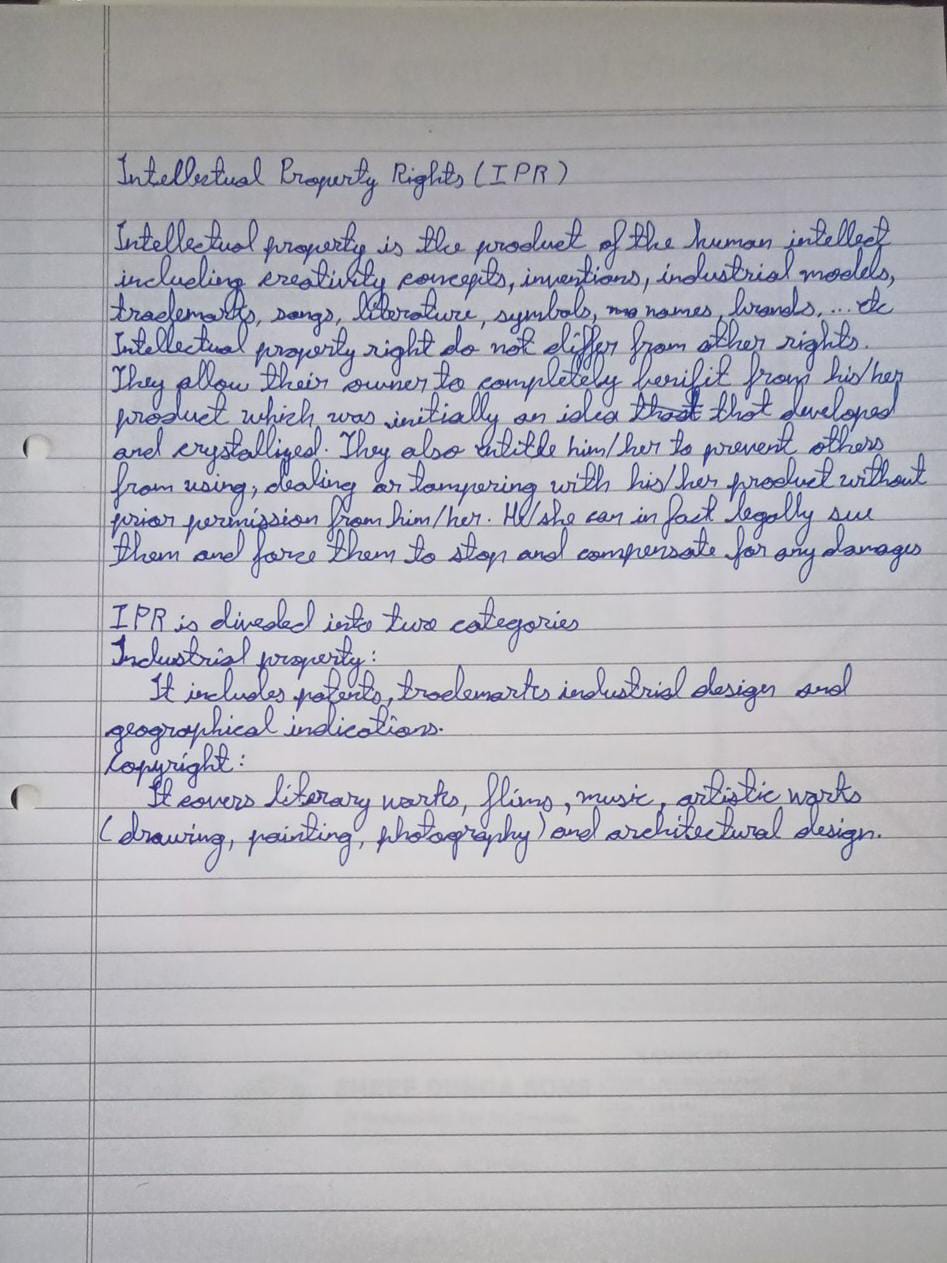 Intellectual Property Rights (IPR)
Intellectual property is the product of the human intellect
including creativity concepts, inventions, industrial models,
trademarks, songs, literature, symbols, names, brands, ... etc
Intellectual property right do not differ from other rights.
They allow their owner to completely benifit from his/her
product which was initially an idea that developed
and crystallized. They also entitle him/her to prevent others
from using, dealing or tampering with his/her product without
prior permission from him/her. He/she can in fact legally sue
them and force them to stop and compensate for any damages
IPR is divided into two categories
Industrial property:
It includes patents, trademarks industrial design and
geographical indications.
Copyright:
It covers literary works, flims, music, artistic works
(drawing, painting, photography) and architectural design.